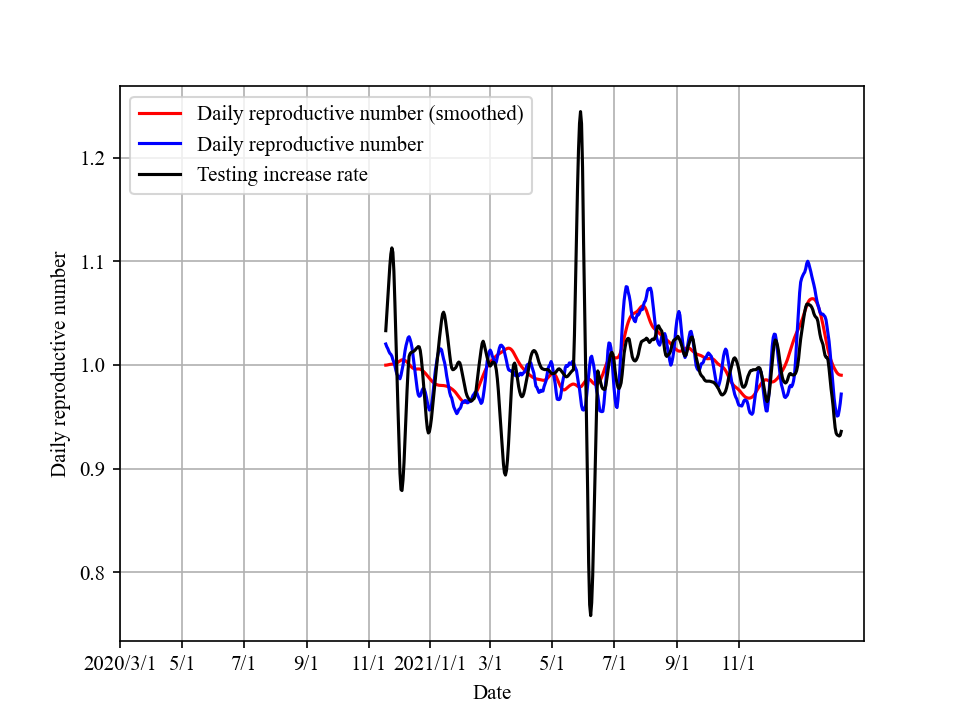 Daily reproductive number (smoothed)
Daily reproductive number
Testing increase rate
Daily reproductive number
1.2
1.1
1.0
0.9
0.8
2020/3/1 5/1 7/1 9/1 11/1 2021/1/1 3/1 5/1 7/1 9/1 11/1
Date